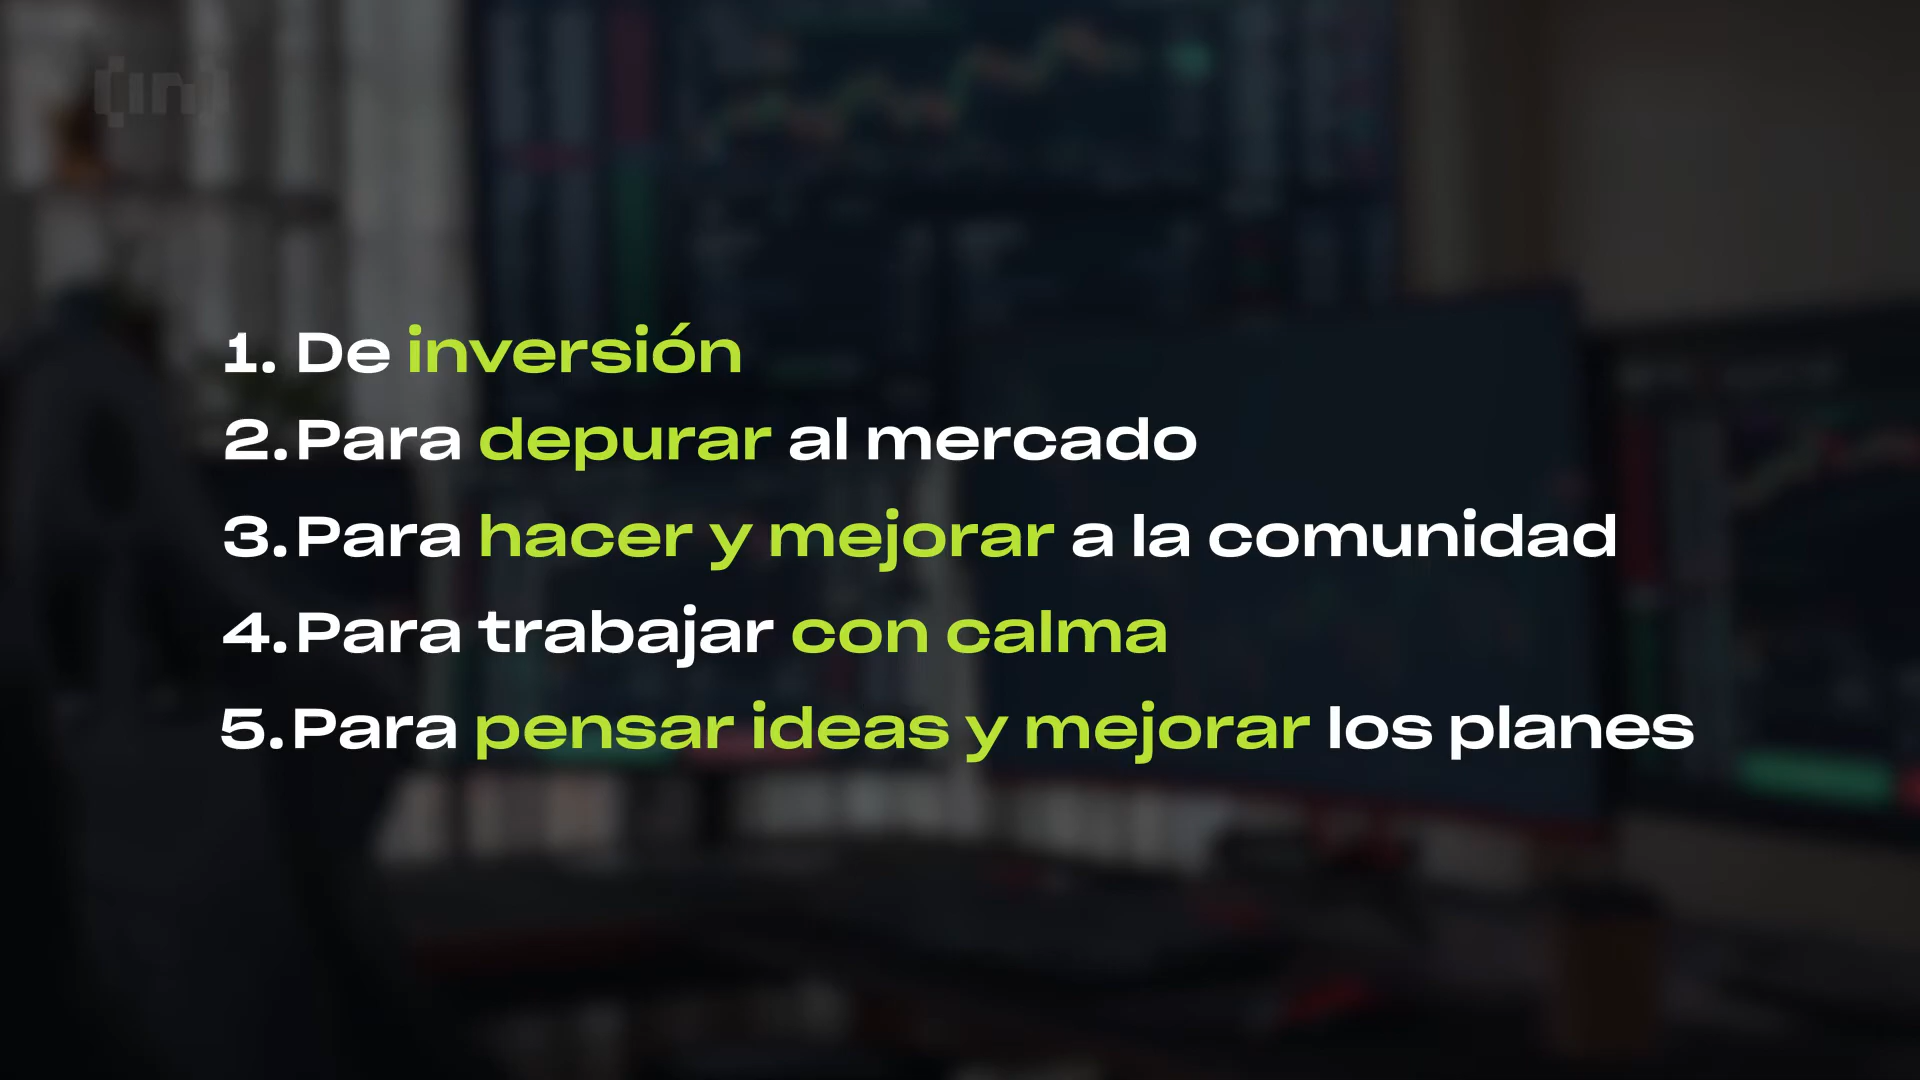 [in]
1. De inversión
2. Para depurar al mercado
3. Para hacer y mejorar a la comunidad
4. Para trabajar con calma
5. Para pensar ideas y mejorar los planes